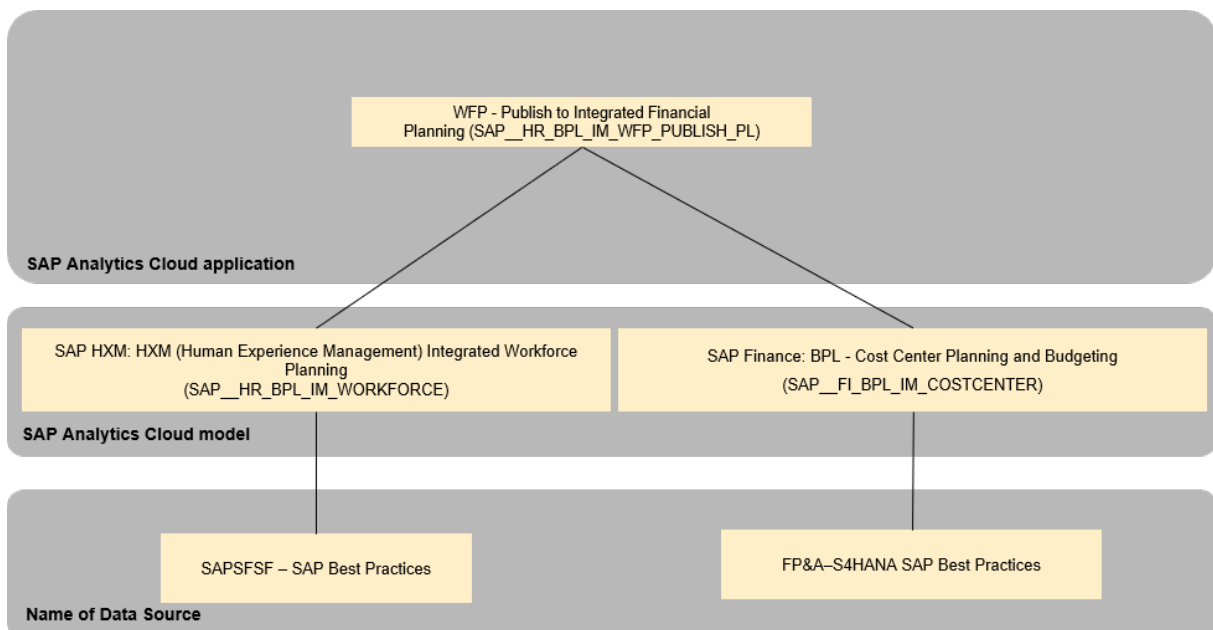 WFP - Publish to Integrated Financial
Planning (SAP__HR_BPL_IM_WFP_PUBLISH_PL)
SAP Analytics Cloud application
SAP HXM: HXM (Human Experience Management) Integrated Workforce
Planning
(SAP__HR_BPL_IM_WORKFORCE)
SAP Finance: BPL - Cost Center Planning and Budgeting
(SAP__FI_BPL_IM_COSTCENTER)
SAP Analytics Cloud model
SAPSFSF – SAP Best Practices
FP&A–S4HANA SAP Best Practices
Name of Data Source